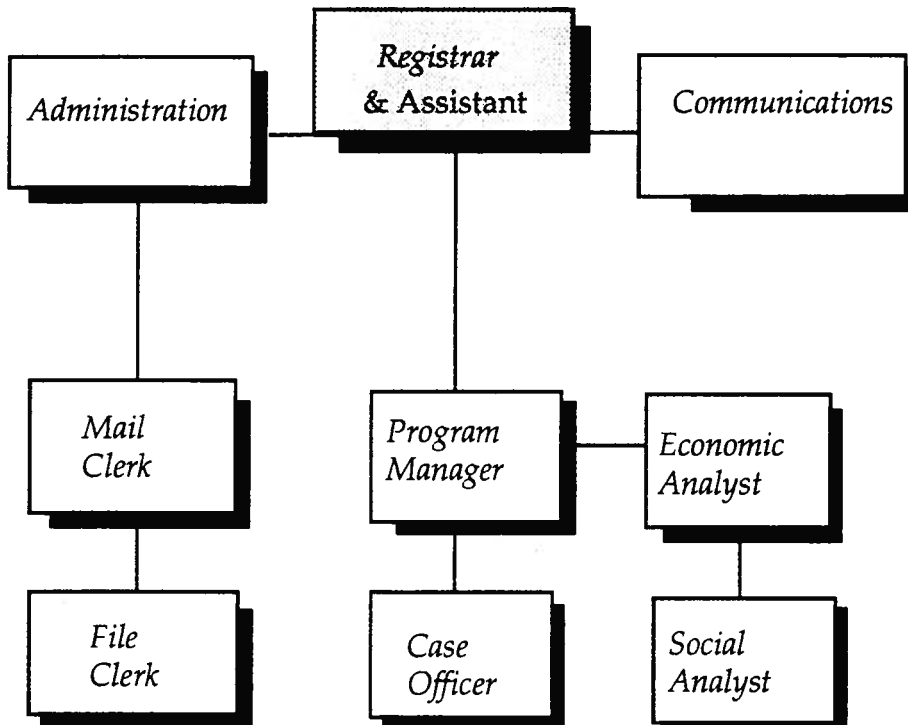 Registrar
& Assistant
Administration
Communications
Mail
Clerk
Program
Manager
Economic
Analyst
File
Clerk
Case
Officer
Social
Analyst